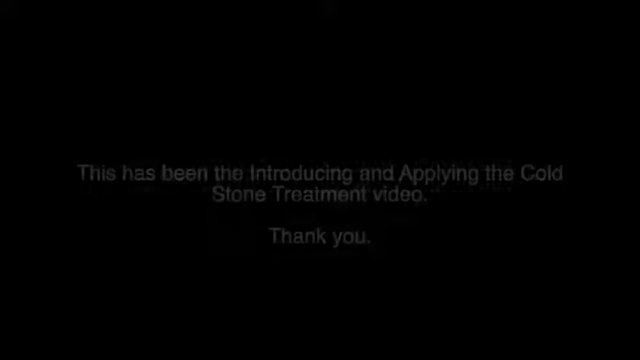 This has been the Introducing and Applying the Cold
Stone Treatment video.
Thank you.